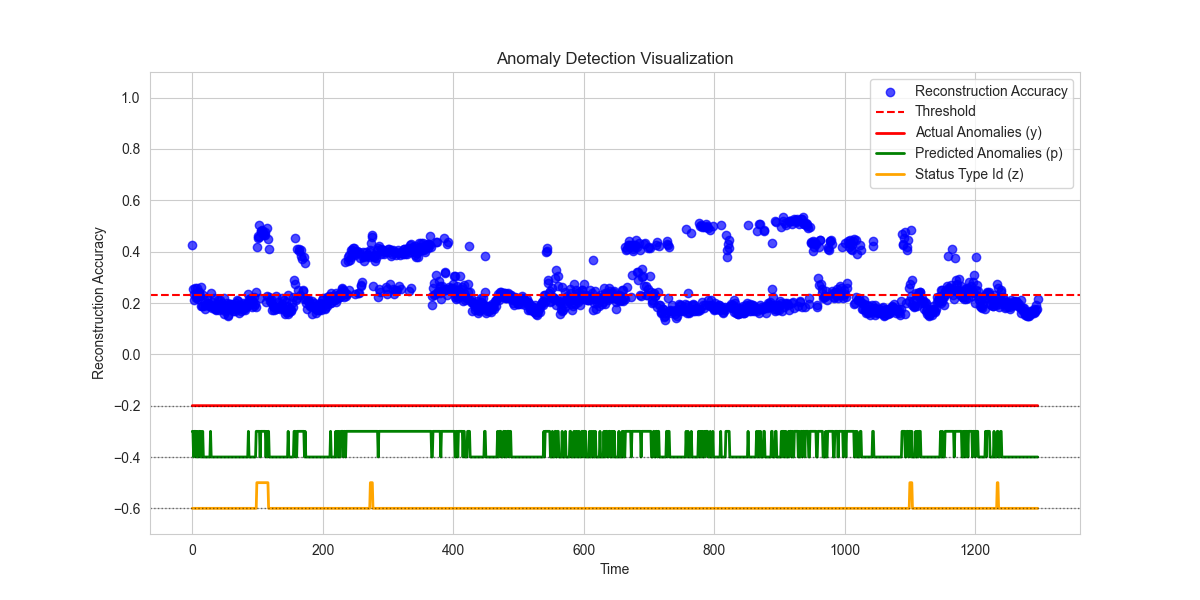 Anomaly Detection Visualization
Reconstruction Accuracy
Threshold
Actual Anomalies (y)
Predicted Anomalies (p)
Status Type Id (z)
Reconstruction Accuracy
1.0
0.8
0.6
0.4
0.2
0.0
−0.2
−0.4
−0.6
0 200 400 600 800 1000 1200
Time